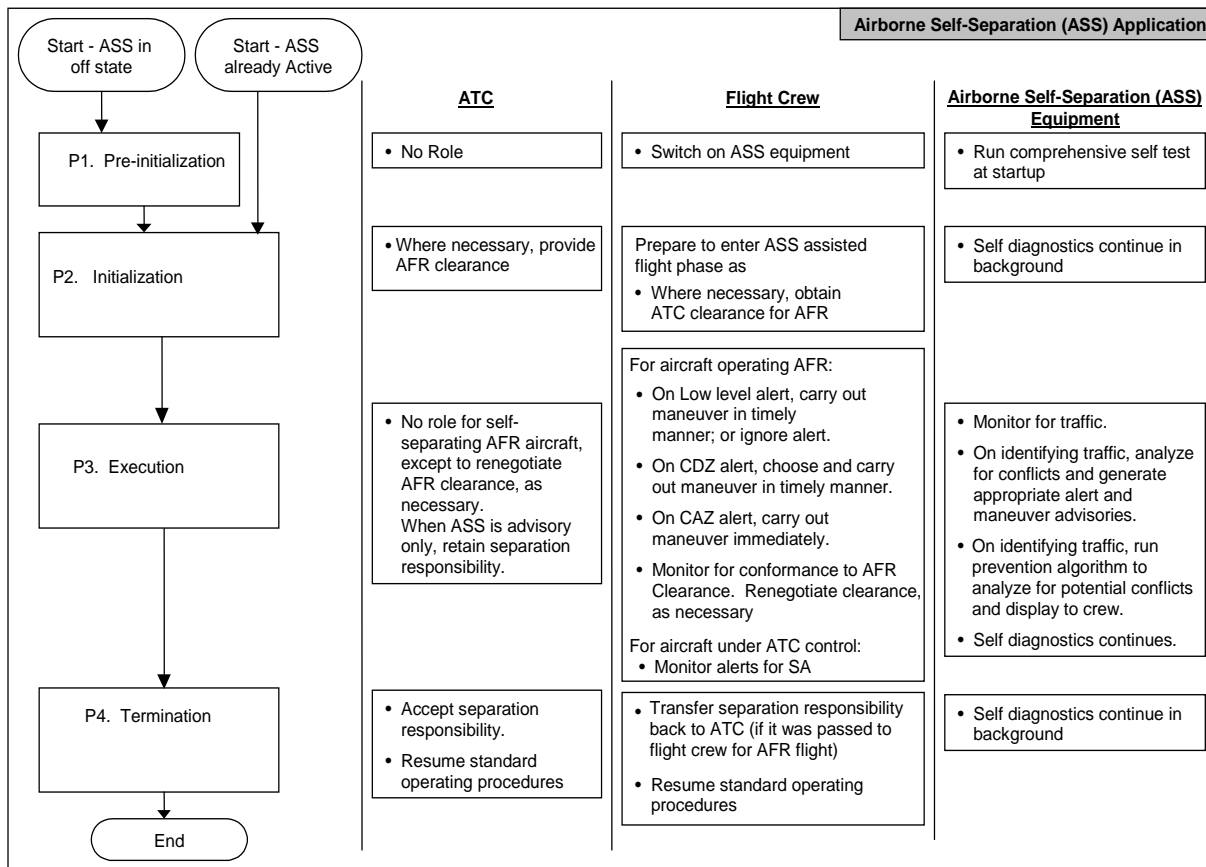 Airborne Self-Separation (ASS) Application
Start - ASS in
off state
Start - ASS
already Active
ATC
Flight Crew
Airborne Self-Separation (ASS)
Equipment
P1. Pre-initialization
• No Role
• Switch on ASS equipment
• Run comprehensive self test
at startup
P2. Initialization
• Where necessary, provide
AFR clearance
Prepare to enter ASS assisted
flight phase as
• Where necessary, obtain
ATC clearance for AFR
• Self diagnostics continue in
background
P3. Execution
• No role for self-
separating AFR aircraft,
except to renegotiate
AFR clearance, as
necessary.
When ASS is advisory
only, retain separation
responsibility.
For aircraft operating AFR:
• On Low level alert, carry out
maneuver in timely
manner; or ignore alert.
• On CDZ alert, choose and carry
out maneuver in timely manner.
• On CAZ alert, carry out
maneuver immediately.
• Monitor for conformance to AFR
Clearance. Renegotiate clearance,
as necessary
For aircraft under ATC control:
• Monitor alerts for SA
• Monitor for traffic.
• On identifying traffic, analyze
for conflicts and generate
appropriate alert and
maneuver advisories.
• On identifying traffic, run
prevention algorithm to
analyze for potential conflicts
and display to crew.
• Self diagnostics continues.
P4. Termination
• Accept separation
responsibility.
• Resume standard
operating procedures
• Transfer separation responsibility
back to ATC (if it was passed to
flight crew for AFR flight)
• Resume standard operating
procedures
• Self diagnostics continue in
background
End